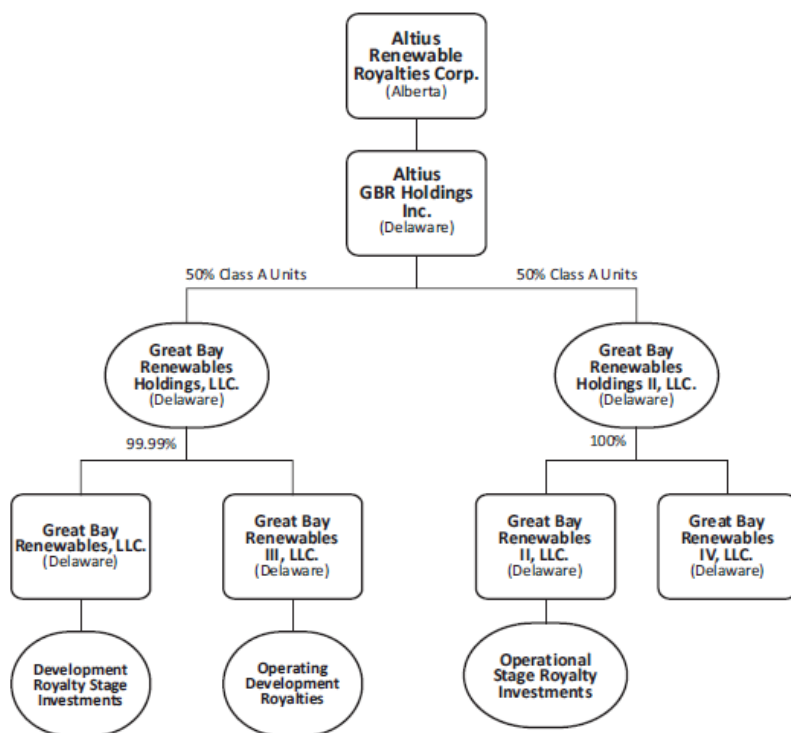 Altius
Renewable
Royalties Corp.
(Alberta)
Altius
GBR Holdings
Inc.
(Delaware)
50% Class A Units
50% Class A Units
Great Bay
Renewables
Holdings, LLC.
(Delaware)
Great Bay
Renewables
Holdings II, LLC.
(Delaware)
99.99%
100%
Great Bay
Renewables, LLC.
(Delaware)
Great Bay
Renewables
III, LLC.
(Delaware)
Great Bay
Renewables
II, LLC.
(Delaware)
Great Bay
Renewables
IV, LLC.
(Delaware)
Development
Royalty Stage
Investments
Operating
Development
Royalties
Operational
Stage Royalty
Investments